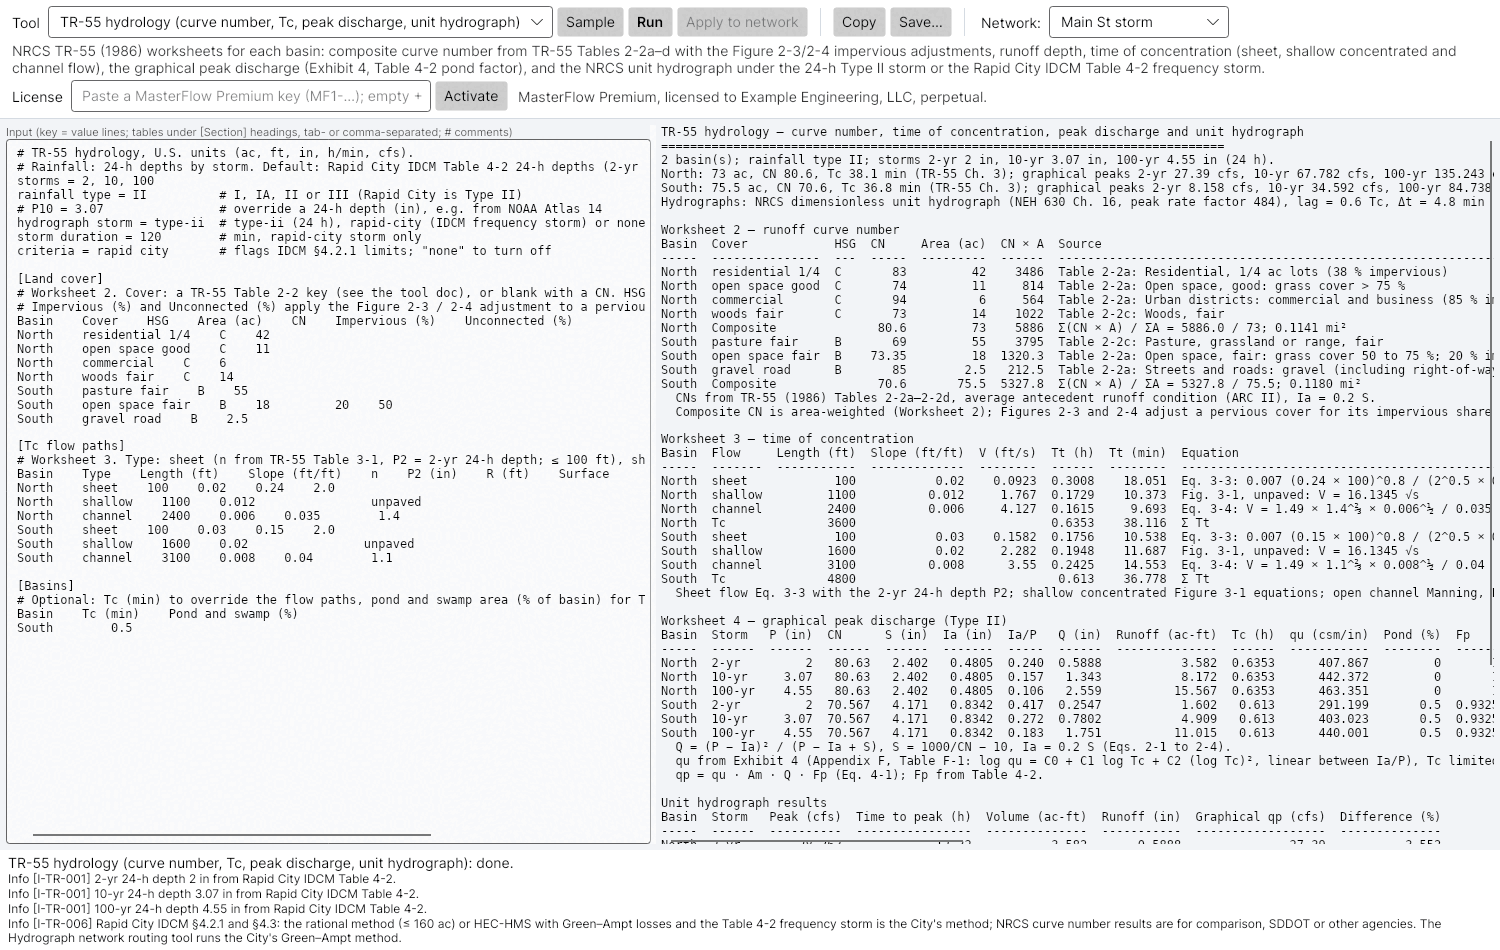 Tool TR-55 hydrology (curve number, Tc, peak discharge, unit hydrograph) Sample Run Apply to network Copy Save... Network: Main St storm
NRCS TR-55 (1986) worksheets for each basin: composite curve number from TR-55 Tables 2-2a–d with the Figure 2-3/2-4 impervious adjustments, runoff depth, time of concentration (sheet, shallow concentrated and
channel flow), the graphical peak discharge (Exhibit 4, Table 4-2 pond factor), and the NRCS unit hydrograph under the 24-h Type II storm or the Rapid City IDCM Table 4-2 frequency storm.
License Paste a MasterFlow Premium key (MF1-...); empty + Activate MasterFlow Premium, licensed to Example Engineering, LLC, perpetual.
Input (key = value lines; tables under [Section] headings, tab- or comma-separated; # comments)
# TR-55 hydrology, U.S. units (ac, ft, in, h/min, cfs).
# Rainfall: 24-h depths by storm. Default: Rapid City IDCM Table 4-2 24-h depths (2-yr
storms = 2, 10, 100
rainfall type = II # I, IA, II or III (Rapid City is Type II)
# P10 = 3.07 # override a 24-h depth (in), e.g. from NOAA Atlas 14
hydrograph storm = type-ii # type-ii (24 h), rapid-city (IDCM frequency storm) or none
storm duration = 120 # min, rapid-city storm only
criteria = rapid city # flags IDCM §4.2.1 limits; "none" to turn off
[Land cover]
# Worksheet 2. Cover: a TR-55 Table 2-2 key (see the tool doc), or blank with a CN. HSG
# Impervious (%) and Unconnected (%) apply the Figure 2-3 / 2-4 adjustment to a perviou
Basin Cover HSG Area (ac) CN Impervious (%) Unconnected (%)
North residential 1/4 C 42
North open space good C 11
North commercial C 6
North woods fair C 14
South pasture fair B 55
South open space fair B 18 20 50
South gravel road B 2.5
[Tc flow paths]
# Worksheet 3. Type: sheet (n from TR-55 Table 3-1, P2 = 2-yr 24-h depth; ≤ 100 ft), sh
Basin Type Length (ft) Slope (ft/ft) n P2 (in) R (ft) Surface
North sheet 100 0.02 0.24 2.0
North shallow 1100 0.012 unpaved
North channel 2400 0.006 0.035 1.4
South sheet 100 0.03 0.15 2.0
South shallow 1600 0.02 unpaved
South channel 3100 0.008 0.04 1.1
[Basins]
# Optional: Tc (min) to override the flow paths, pond and swamp area (% of basin) for T
Basin Tc (min) Pond and swamp (%)
South 0.5
TR-55 hydrology — curve number, time of concentration, peak discharge and unit hydrograph
==============================================================================
2 basin(s); rainfall type II; storms 2-yr 2 in, 10-yr 3.07 in, 100-yr 4.55 in (24 h).
North: 73 ac, CN 80.6, Tc 38.1 min (TR-55 Ch. 3); graphical peaks 2-yr 27.39 cfs, 10-yr 67.782 cfs, 100-yr 135.243
South: 75.5 ac, CN 70.6, Tc 36.8 min (TR-55 Ch. 3); graphical peaks 2-yr 8.158 cfs, 10-yr 34.592 cfs, 100-yr 84.738
Hydrographs: NRCS dimensionless unit hydrograph (NEH 630 Ch. 16, peak rate factor 484), lag = 0.6 Tc, Δt = 4.8 min
Worksheet 2 — runoff curve number
Basin Cover HSG CN Area (ac) CN × A Source
North residential 1/4 C 83 42 3486 Table 2-2a: Residential, 1/4 ac lots (38 % impervious)
North open space good C 74 11 814 Table 2-2a: Open space, good: grass cover > 75 %
North commercial C 94 6 564 Table 2-2a: Urban districts: commercial and business (85 % i
North woods fair C 73 14 1022 Table 2-2c: Woods, fair
North Composite 80.6 73 5886 Σ(CN × A) / ΣA = 5886.0 / 73; 0.1141 mi²
South pasture fair B 69 55 3795 Table 2-2c: Pasture, grassland or range, fair
South open space fair B 73.35 18 1320.3 Table 2-2a: Open space, fair: grass cover 50 to 75 %; 20 % i
South gravel road B 85 2.5 212.5 Table 2-2a: Streets and roads: gravel (including right-of-wa
South Composite 70.6 75.5 5327.8 Σ(CN × A) / ΣA = 5327.8 / 75.5; 0.1180 mi²
CNs from TR-55 (1986) Tables 2-2a–2-2d, average antecedent runoff condition (ARC II), Ia = 0.2 S.
Composite CN is area-weighted (Worksheet 2); Figures 2-3 and 2-4 adjust a pervious cover for its impervious share
Worksheet 3 — time of concentration
Basin Flow Length (ft) Slope (ft/ft) V (ft/s) Tt (h) Tt (min) Equation
North sheet 100 0.02 0.0923 0.3008 18.051 Eq. 3-3: 0.007 (0.24 × 100)^0.8 / (2^0.5 ×
North shallow 1100 0.012 1.767 0.1729 10.373 Fig. 3-1, unpaved: V = 16.1345 √s
North channel 2400 0.006 4.127 0.1615 9.693 Eq. 3-4: V = 1.49 × 1.4^⅔ × 0.006^½ / 0.035
North Tc 3600 0.6353 38.116 Σ Tt
South sheet 100 0.03 0.1582 0.1756 10.538 Eq. 3-3: 0.007 (0.15 × 100)^0.8 / (2^0.5 ×
South shallow 1600 0.02 2.282 0.1948 11.687 Fig. 3-1, unpaved: V = 16.1345 √s
South channel 3100 0.008 3.55 0.2425 14.553 Eq. 3-4: V = 1.49 × 1.1^⅔ × 0.008^½ / 0.04
South Tc 4800 0.613 36.778 Σ Tt
Sheet flow Eq. 3-3 with the 2-yr 24-h depth P2; shallow concentrated Figure 3-1 equations; open channel Manning,
Worksheet 4 — graphical peak discharge (Type II)
Basin Storm P (in) CN S (in) Ia (in) Ia/P Q (in) Runoff (ac-ft) Tc (h) qu (csm/in) Pond (%) Fp
North 2-yr 2 80.63 2.402 0.4805 0.240 0.5888 3.582 0.6353 407.867 0
North 10-yr 3.07 80.63 2.402 0.4805 0.157 1.343 8.172 0.6353 442.372 0
North 100-yr 4.55 80.63 2.402 0.4805 0.106 2.559 15.567 0.6353 463.351 0
South 2-yr 2 70.567 4.171 0.8342 0.417 0.2547 1.602 0.613 291.199 0.5 0.932
South 10-yr 3.07 70.567 4.171 0.8342 0.272 0.7802 4.909 0.613 403.023 0.5 0.932
South 100-yr 4.55 70.567 4.171 0.8342 0.183 1.751 11.015 0.613 440.001 0.5 0.932
Q = (P − Ia)² / (P − Ia + S), S = 1000/CN − 10, Ia = 0.2 S (Eqs. 2-1 to 2-4).
qu from Exhibit 4 (Appendix F, Table F-1: log qu = C0 + C1 log Tc + C2 (log Tc)², linear between Ia/P), Tc limite
qp = qu · Am · Q · Fp (Eq. 4-1); Fp from Table 4-2.
Unit hydrograph results
Basin Storm Peak (cfs) Time to peak (h) Volume (ac-ft) Runoff (in) Graphical qp (cfs) Difference (%)
TR-55 hydrology (curve number, Tc, peak discharge, unit hydrograph): done.
Info [I-TR-001] 2-yr 24-h depth 2 in from Rapid City IDCM Table 4-2.
Info [I-TR-001] 10-yr 24-h depth 3.07 in from Rapid City IDCM Table 4-2.
Info [I-TR-001] 100-yr 24-h depth 4.55 in from Rapid City IDCM Table 4-2.
Info [I-TR-006] Rapid City IDCM §4.2.1 and §4.3: the rational method (≤ 160 ac) or HEC-HMS with Green–Ampt losses and the Table 4-2 frequency storm is the City's method; NRCS curve number results are for comparison, SDDOT or other agencies. The
Hydrograph network routing tool runs the City's Green–Ampt method.